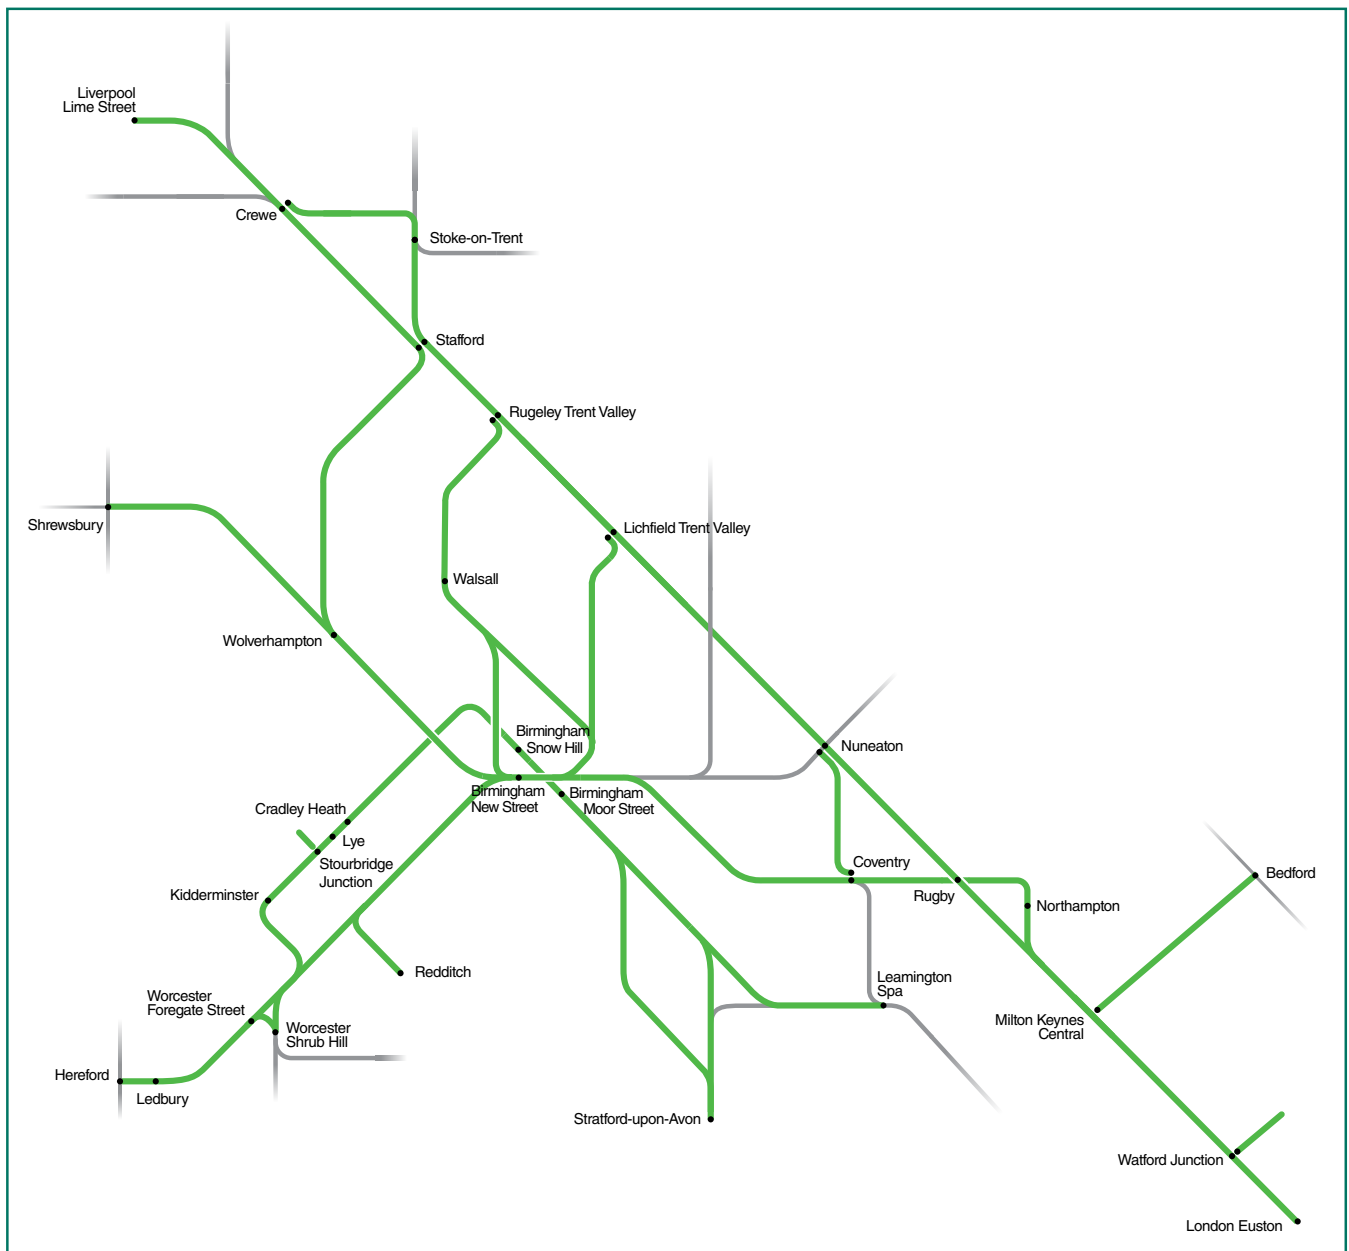 Liverpool
Lime Street
Crewe
Stoke-on-Trent
Stafford
Rugeley Trent Valley
Shrewsbury
Lichfield Trent Valley
Walsall
Wolverhampton
Birmingham
Snow Hill
Nuneaton
Birmingham
New Street
Birmingham
Moor Street
Cradley Heath
Lye
Stourbridge
Junction
Coventry
Bedford
Kidderminster
Rugby
Northampton
Redditch
Leamington
Spa
Worcester
Foregate Street
Milton Keynes
Central
Worcester
Shrub Hill
Hereford
Ledbury
Stratford-upon-Avon
Watford Junction
London Euston